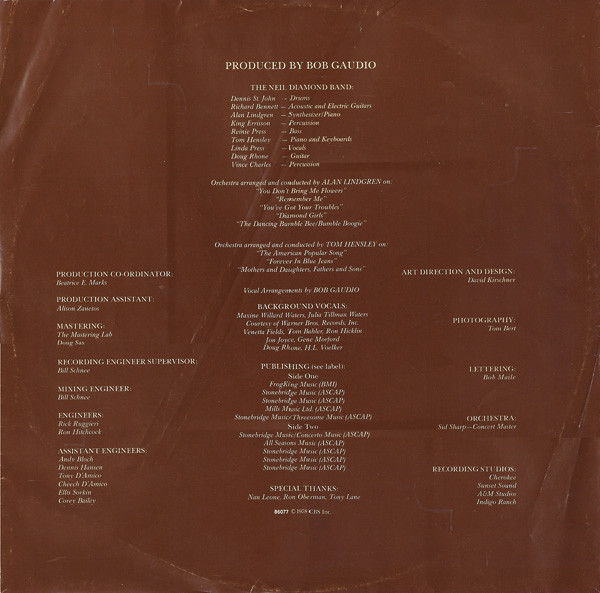 PRODUCED BY BOB GAUDIO
THE NEIL DIAMOND BAND:
Dennis St. John — Drums
Richard Bennett — Acoustic and Electric Guitars
Alan Lindgren — Synthesizer/Piano
King Errisson — Percussion
Reinie Press — Bass
Tom Hensley — Piano and Keyboards
Linda Press — Vocals
Doug Rhone — Guitar
Vince Charles — Percussion
Orchestra arranged and conducted by ALAN LINDGREN on:
"You Don't Bring Me Flowers"
"Remember Me"
"You've Got Your Troubles"
"Diamond Girls"
"The Dancing Bumble Bee/Bumble Boogie"
Orchestra arranged and conducted by TOM HENSLEY on:
"The American Popular Song"
"Forever In Blue Jeans"
"Mothers and Daughters, Fathers and Sons"
Vocal Arrangements by BOB GAUDIO
BACKGROUND VOCALS:
Maxine Willard Waters, Julia Tillman Waters
Courtesy of Warner Bros. Records, Inc.
Venetta Fields, Tom Bahler, Ron Hicklin
Jon Joyce, Gene Morford
Doug Rhone, H.L. Voelker
PUBLISHING (see label):
Side One
FrogKing Music (BMI)
Stonebridge Music (ASCAP)
Stonebridge Music (ASCAP)
Mills Music Ltd. (ASCAP)
Stonebridge Music/Threesome Music (ASCAP)
Side Two
Stonebridge Music/Concerto Music (ASCAP)
All Seasons Music (ASCAP)
Stonebridge Music (ASCAP)
Stonebridge Music (ASCAP)
Stonebridge Music (ASCAP)
SPECIAL THANKS:
Nan Leone, Ron Oberman, Tony Lane
86077 © 1978 CBS Inc.
PRODUCTION CO-ORDINATOR:
Beatrice E. Marks
PRODUCTION ASSISTANT:
Alison Zanetos
MASTERING:
The Mastering Lab
Doug Sax
RECORDING ENGINEER SUPERVISOR:
Bill Schnee
MIXING ENGINEER:
Bill Schnee
ENGINEERS:
Rick Ruggieri
Ron Hitchcock
ASSISTANT ENGINEERS:
Andy Bloch
Dennis Hansen
Tony D'Amico
Cheech D'Amico
Ellis Sorkin
Corey Bailey
ART DIRECTION AND DESIGN:
David Kirschner
PHOTOGRAPHY:
Tom Bert
LETTERING:
Bob Maile
ORCHESTRA:
Sid Sharp—Concert Master
RECORDING STUDIOS:
Cherokee
Sunset Sound
A&M Studios
Indigo Ranch